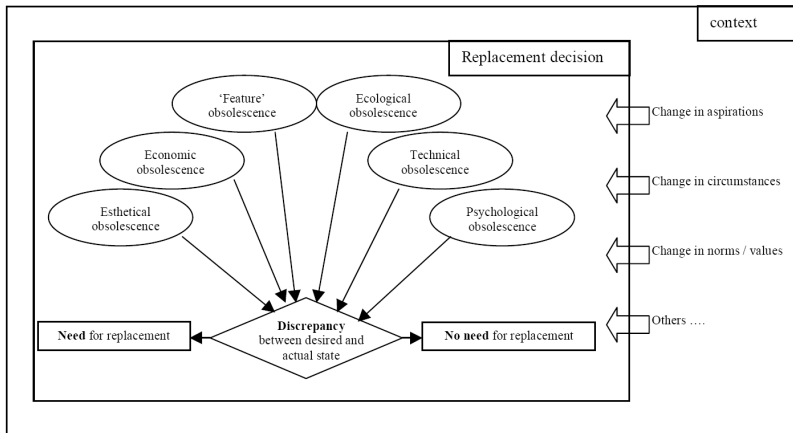 context
Replacement decision
‘Feature’
obsolescence
Ecological
obsolescence
Economic
obsolescence
Technical
obsolescence
Esthetical
obsolescence
Psychological
obsolescence
Change in aspirations
Change in circumstances
Change in norms / values
Others ….
Need for replacement
Discrepancy
between desired and
actual state
No need for replacement